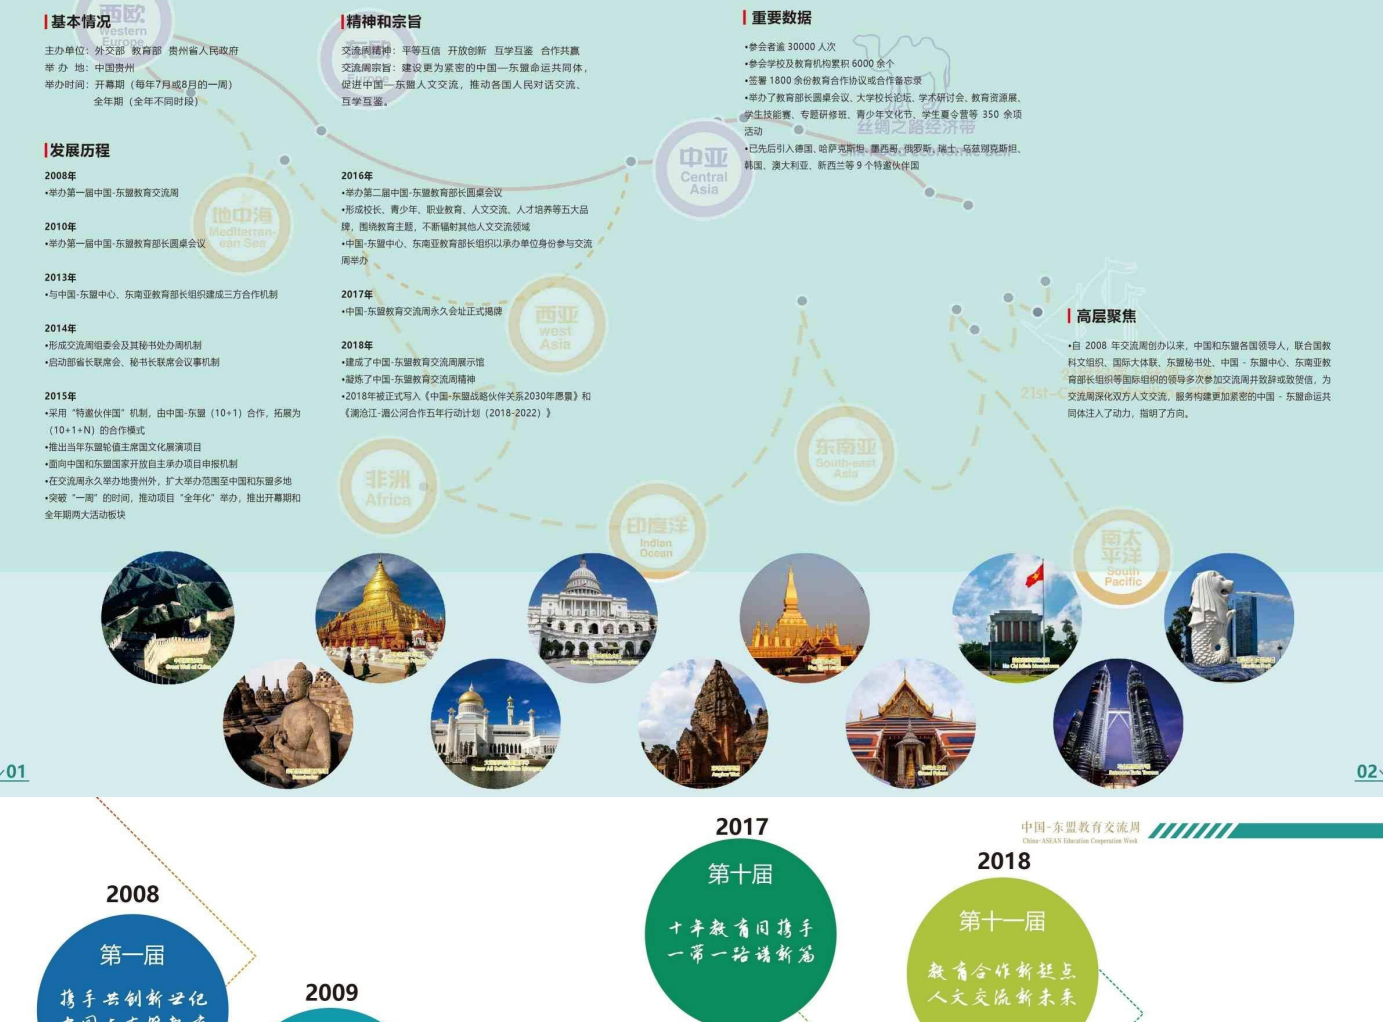 基本情况
主办单位：外交部 教育部 贵州省人民政府
举 办 地：中国贵州
举办时间：开幕期（每年7月或8月的一周）
全年期（全年不同时段）
精神和宗旨
交流周精神：平等互信 开放创新 互学互鉴 合作共赢
交流周宗旨：建设更为紧密的中国—东盟命运共同体，
促进中国—东盟人文交流，推动各国人民对话交流、
互学互鉴。
重要数据
•参会者逾 30000 人次
•参会学校及教育机构累积 6000 余个
•签署 1800 余份教育合作协议或合作备忘录
•举办了教育部长圆桌会议、大学校长论坛、学术研讨会、教育资源展、
学生技能赛、专题研修班、青少年文化节、学生夏令营等 350 余项
活动
•已先后引入德国、哈萨克斯坦、墨西哥、俄罗斯、瑞士、乌兹别克斯坦、
韩国、澳大利亚、新西兰等 9 个特邀伙伴国
发展历程
2008年
•举办第一届中国-东盟教育交流周
2010年
•举办第一届中国-东盟教育部长圆桌会议
2013年
•与中国-东盟中心、东南亚教育部长组织建成三方合作机制
2014年
•形成交流周组委会及其秘书处办周机制
•启动部省长联席会、秘书长联席会议事机制
2015年
•采用“特邀伙伴国”机制，由中国-东盟（10+1）合作，拓展为
（10+1+N）的合作模式
•推出当年东盟轮值主席国文化展演项目
•面向中国和东盟国家开放自主承办项目申报机制
•在交流周永久举办地贵州外，扩大举办范围至中国和东盟多地
•突破“一周”的时间，推动项目“全年化”举办，推出开幕期和
全年期两大活动板块
2016年
•举办第二届中国-东盟教育部长圆桌会议
•形成校长、青少年、职业教育、人文交流、人才培养等五大品
牌，围绕教育主题，不断辐射其他人文交流领域
•中国-东盟中心、东南亚教育部长组织以承办单位身份参与交流
周举办
2017年
•中国-东盟教育交流周永久会址正式揭牌
2018年
•建成了中国-东盟教育交流周展示馆
•凝炼了中国-东盟教育交流周精神
•2018年被正式写入《中国-东盟战略伙伴关系2030年愿景》和
《澜沧江-湄公河合作五年行动计划（2018-2022）》
高层聚焦
•自 2008 年交流周创办以来，中国和东盟各国领导人，联合国教
科文组织、国际大体联、东盟秘书处、中国 - 东盟中心、东南亚教
育部长组织等国际组织的领导多次参加交流周并致辞或致贺信，为
交流周深化双方人文交流，服务构建更加紧密的中国 - 东盟命运共
同体注入了动力，指明了方向。
西欧
Western
Europe
Europe
丝绸之路经济带
中亚
Central
Asia
地中海
Mediterran-
ean Sea
西亚
west
Asia
21st-
非洲
Africa
东南亚
South-east
Asia
印度洋
Indian
Ocean
南太
平洋
South
Pacific
Great Wall of China
01
02
中国-东盟教育交流周
China-ASEAN Education Cooperation Week
2008
第一届
携手共创新世纪
2009
2017
第十届
十年教育同携手
一带一路谱新篇
2018
第十一届
教育合作新起点
人文交流新未来